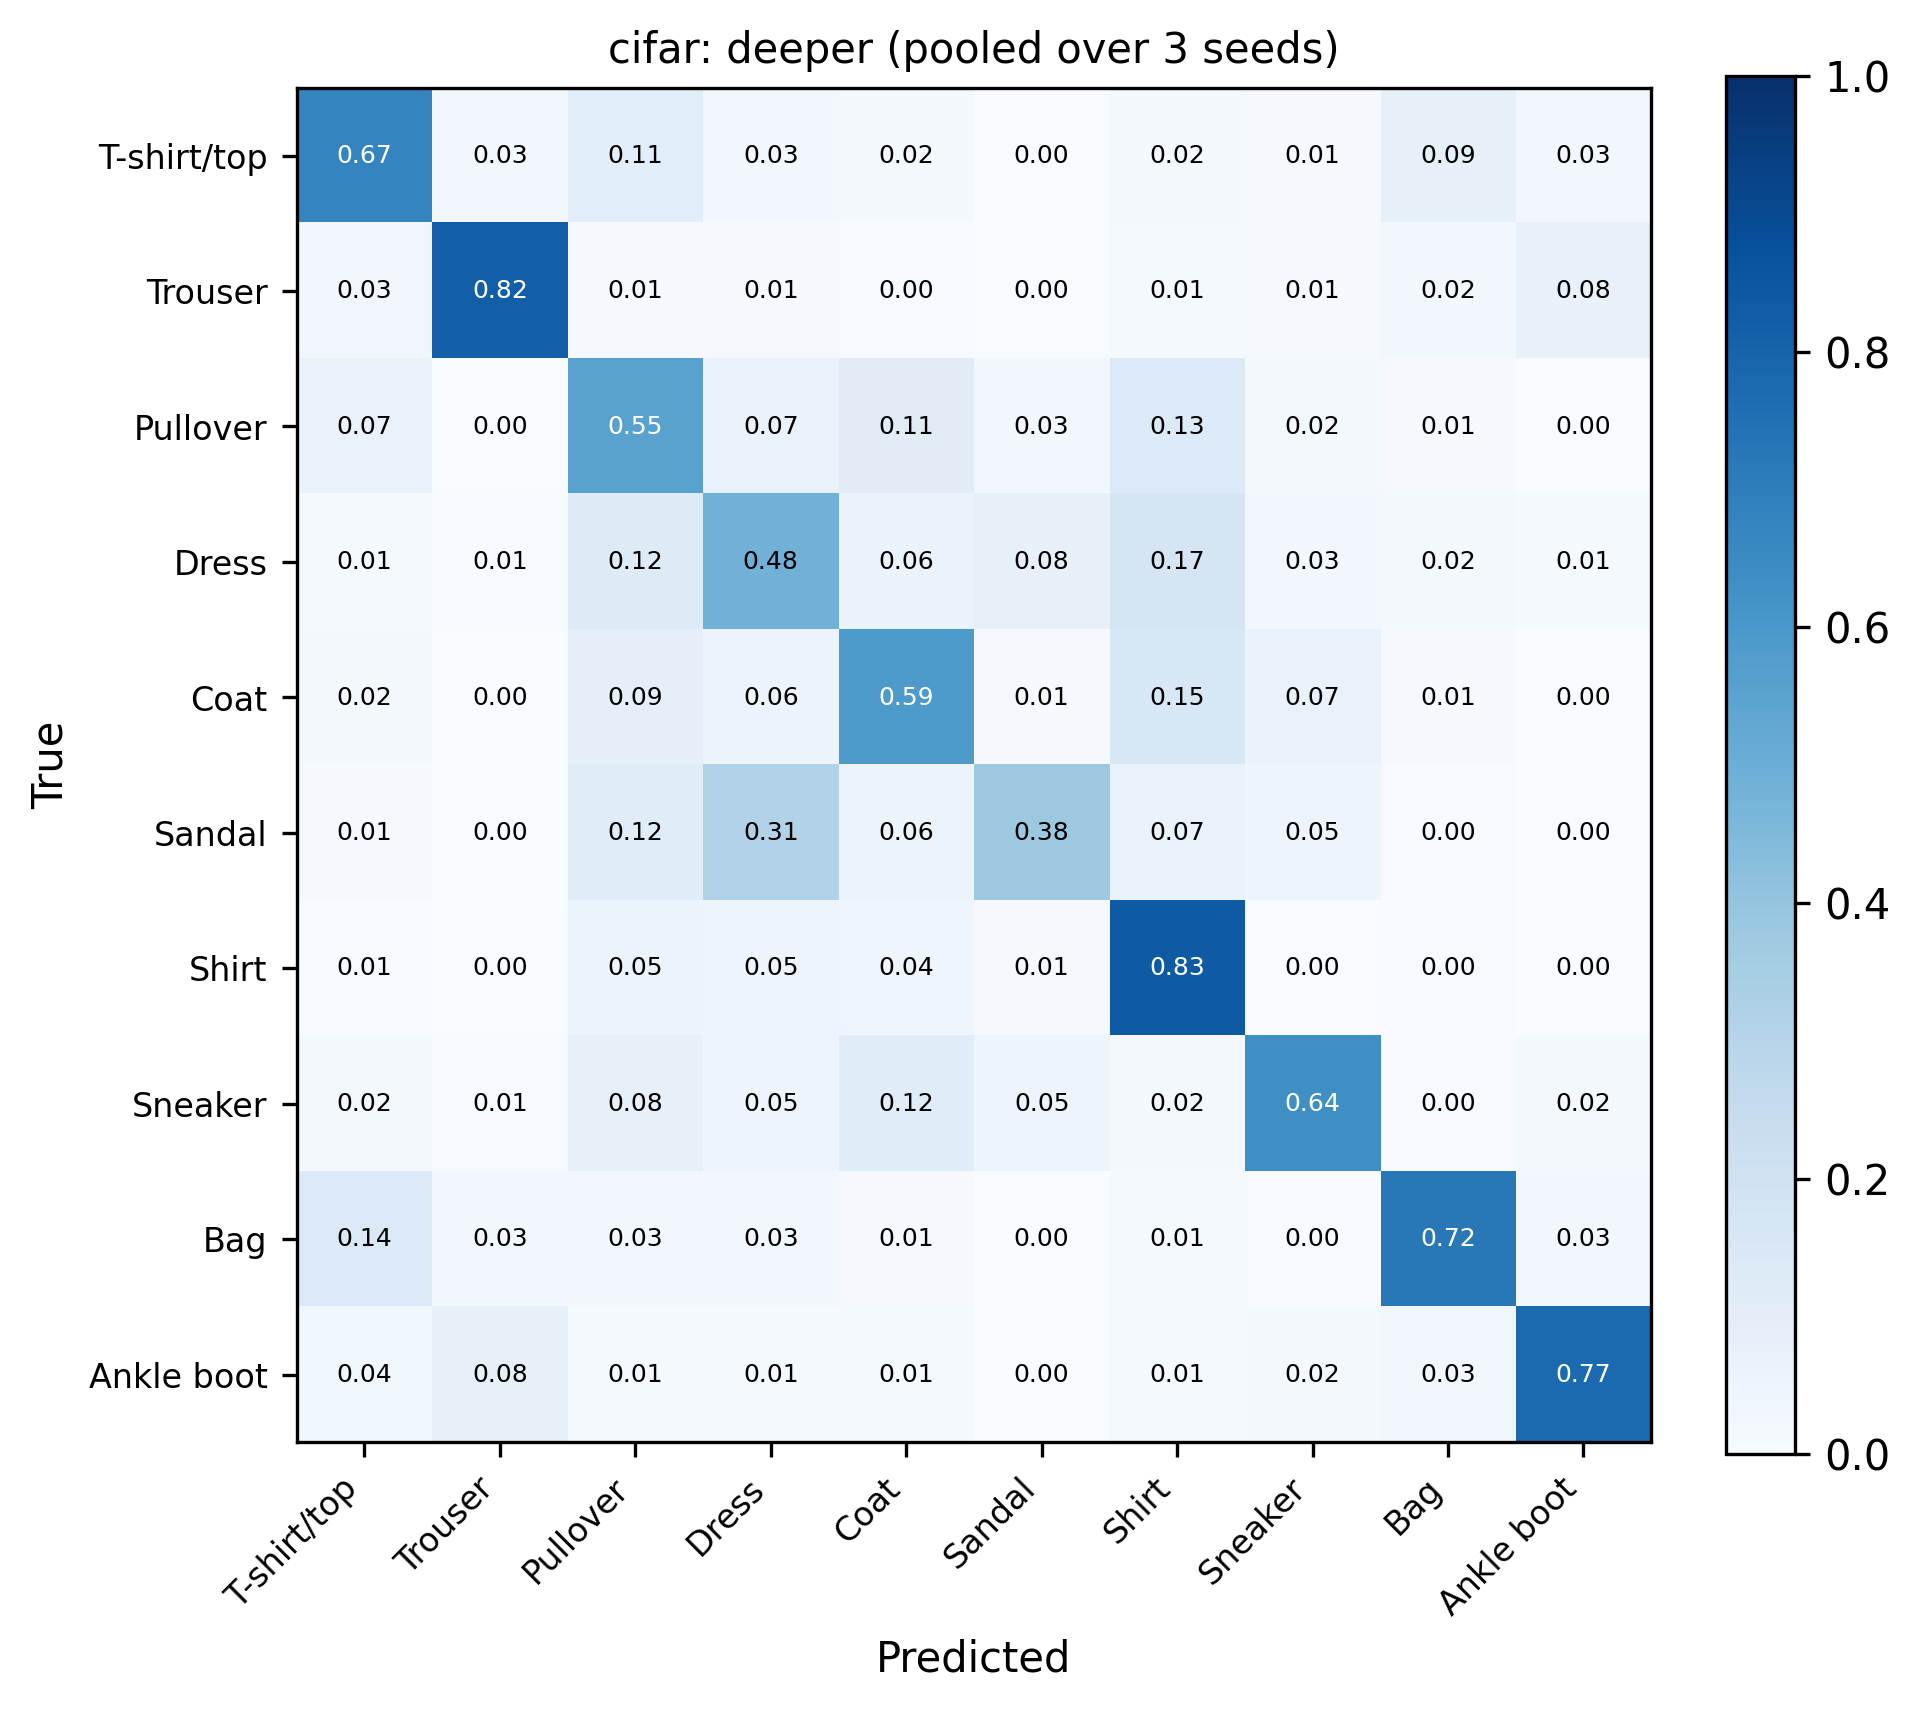 cifar: deeper (pooled over 3 seeds)
T-shirt/top 0.67 0.03 0.11 0.03 0.02 0.00 0.02 0.01 0.09 0.03
Trouser 0.03 0.82 0.01 0.01 0.00 0.00 0.01 0.01 0.02 0.08
Pullover 0.07 0.00 0.55 0.07 0.11 0.03 0.13 0.02 0.01 0.00
Dress 0.01 0.01 0.12 0.48 0.06 0.08 0.17 0.03 0.02 0.01
Coat 0.02 0.00 0.09 0.06 0.59 0.01 0.15 0.07 0.01 0.00
Sandal 0.01 0.00 0.12 0.31 0.06 0.38 0.07 0.05 0.00 0.00
Shirt 0.01 0.00 0.05 0.05 0.04 0.01 0.83 0.00 0.00 0.00
Sneaker 0.02 0.01 0.08 0.05 0.12 0.05 0.02 0.64 0.00 0.02
Bag 0.14 0.03 0.03 0.03 0.01 0.00 0.01 0.00 0.72 0.03
Ankle boot 0.04 0.08 0.01 0.01 0.01 0.00 0.01 0.02 0.03 0.77
T-shirt/top Trouser Pullover Dress Coat Sandal Shirt Sneaker Bag Ankle boot
Predicted
True
1.0
0.8
0.6
0.4
0.2
0.0